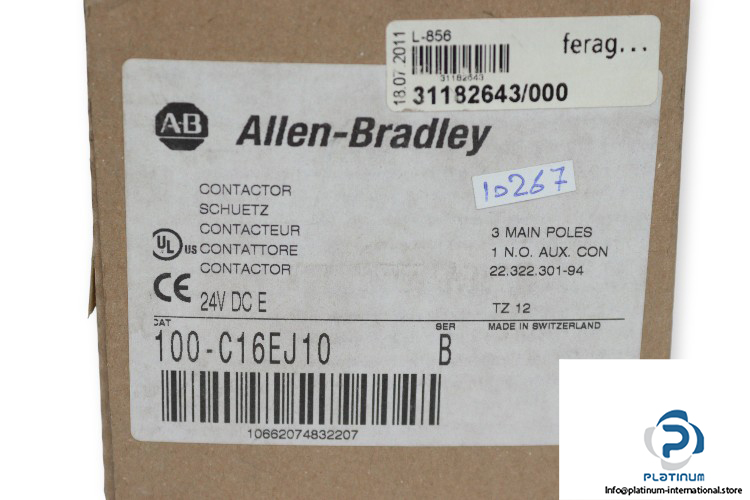 L-856
ferag...
18.07.2011
31182643
31182643/000
AB Allen-Bradley
10267
CONTACTOR
SCHUETZ
CONTACTEUR
CONTATTORE
CONTACTOR
UL US
CE
24V DC E
3 MAIN POLES
1 N.O. AUX. CON
22.322.301-94
TZ 12
MADE IN SWITZERLAND
CAT
100-C16EJ10
SER
B
10662074832207
PLATINUM
Info@platinum-international.store